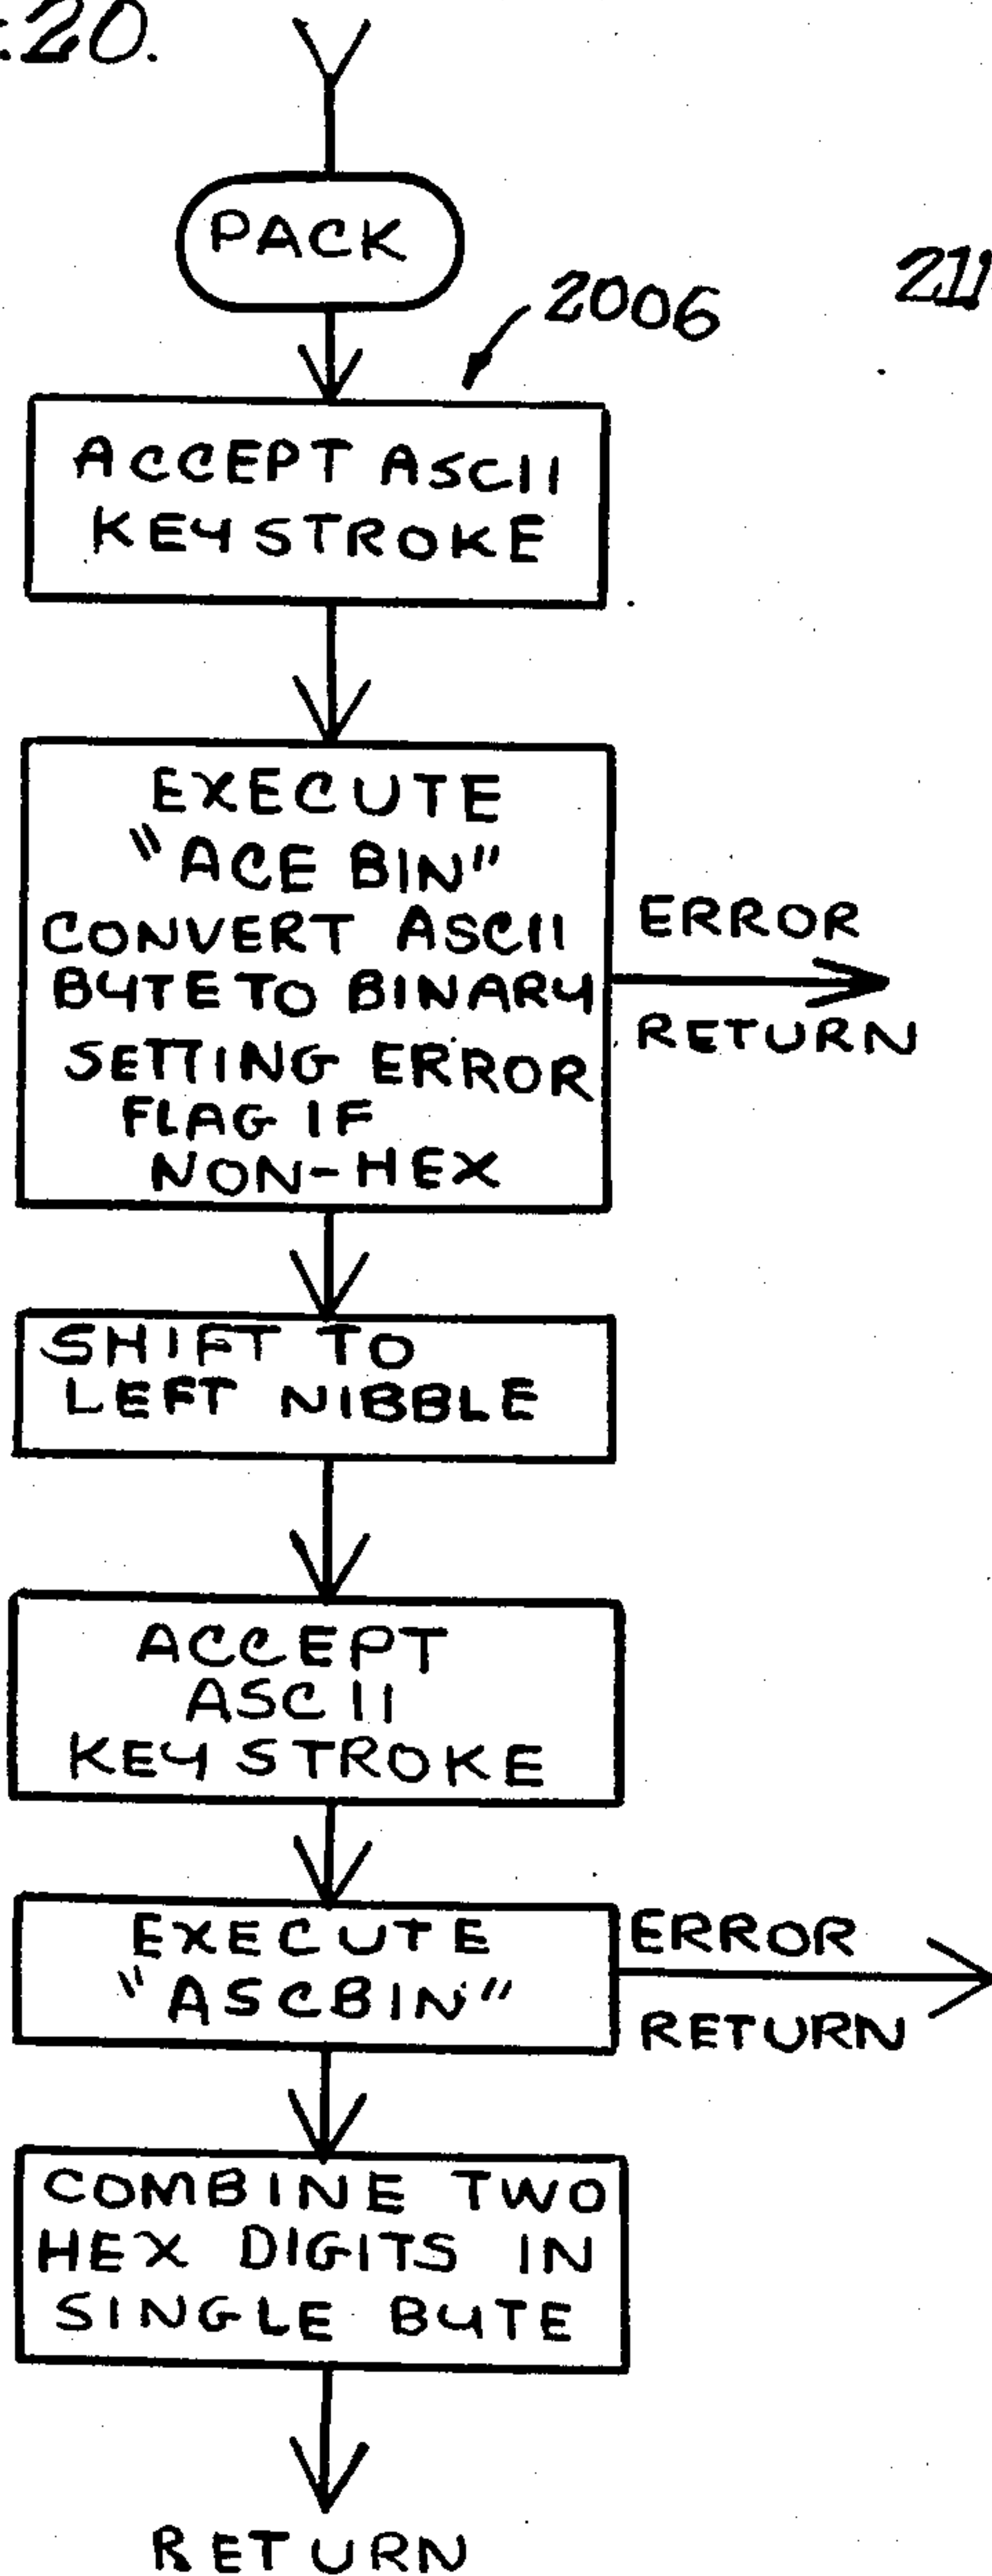 :20.
PACK
2006
211
ACCEPT ASCII
KEYSTROKE
EXECUTE
"ACE BIN"
CONVERT ASCII
BYTE TO BINARY
SETTING ERROR
FLAG IF
NON-HEX
ERROR
RETURN
SHIFT TO
LEFT NIBBLE
ACCEPT
ASCII
KEYSTROKE
EXECUTE
"ASCBIN"
ERROR
RETURN
COMBINE TWO
HEX DIGITS IN
SINGLE BYTE
RETURN